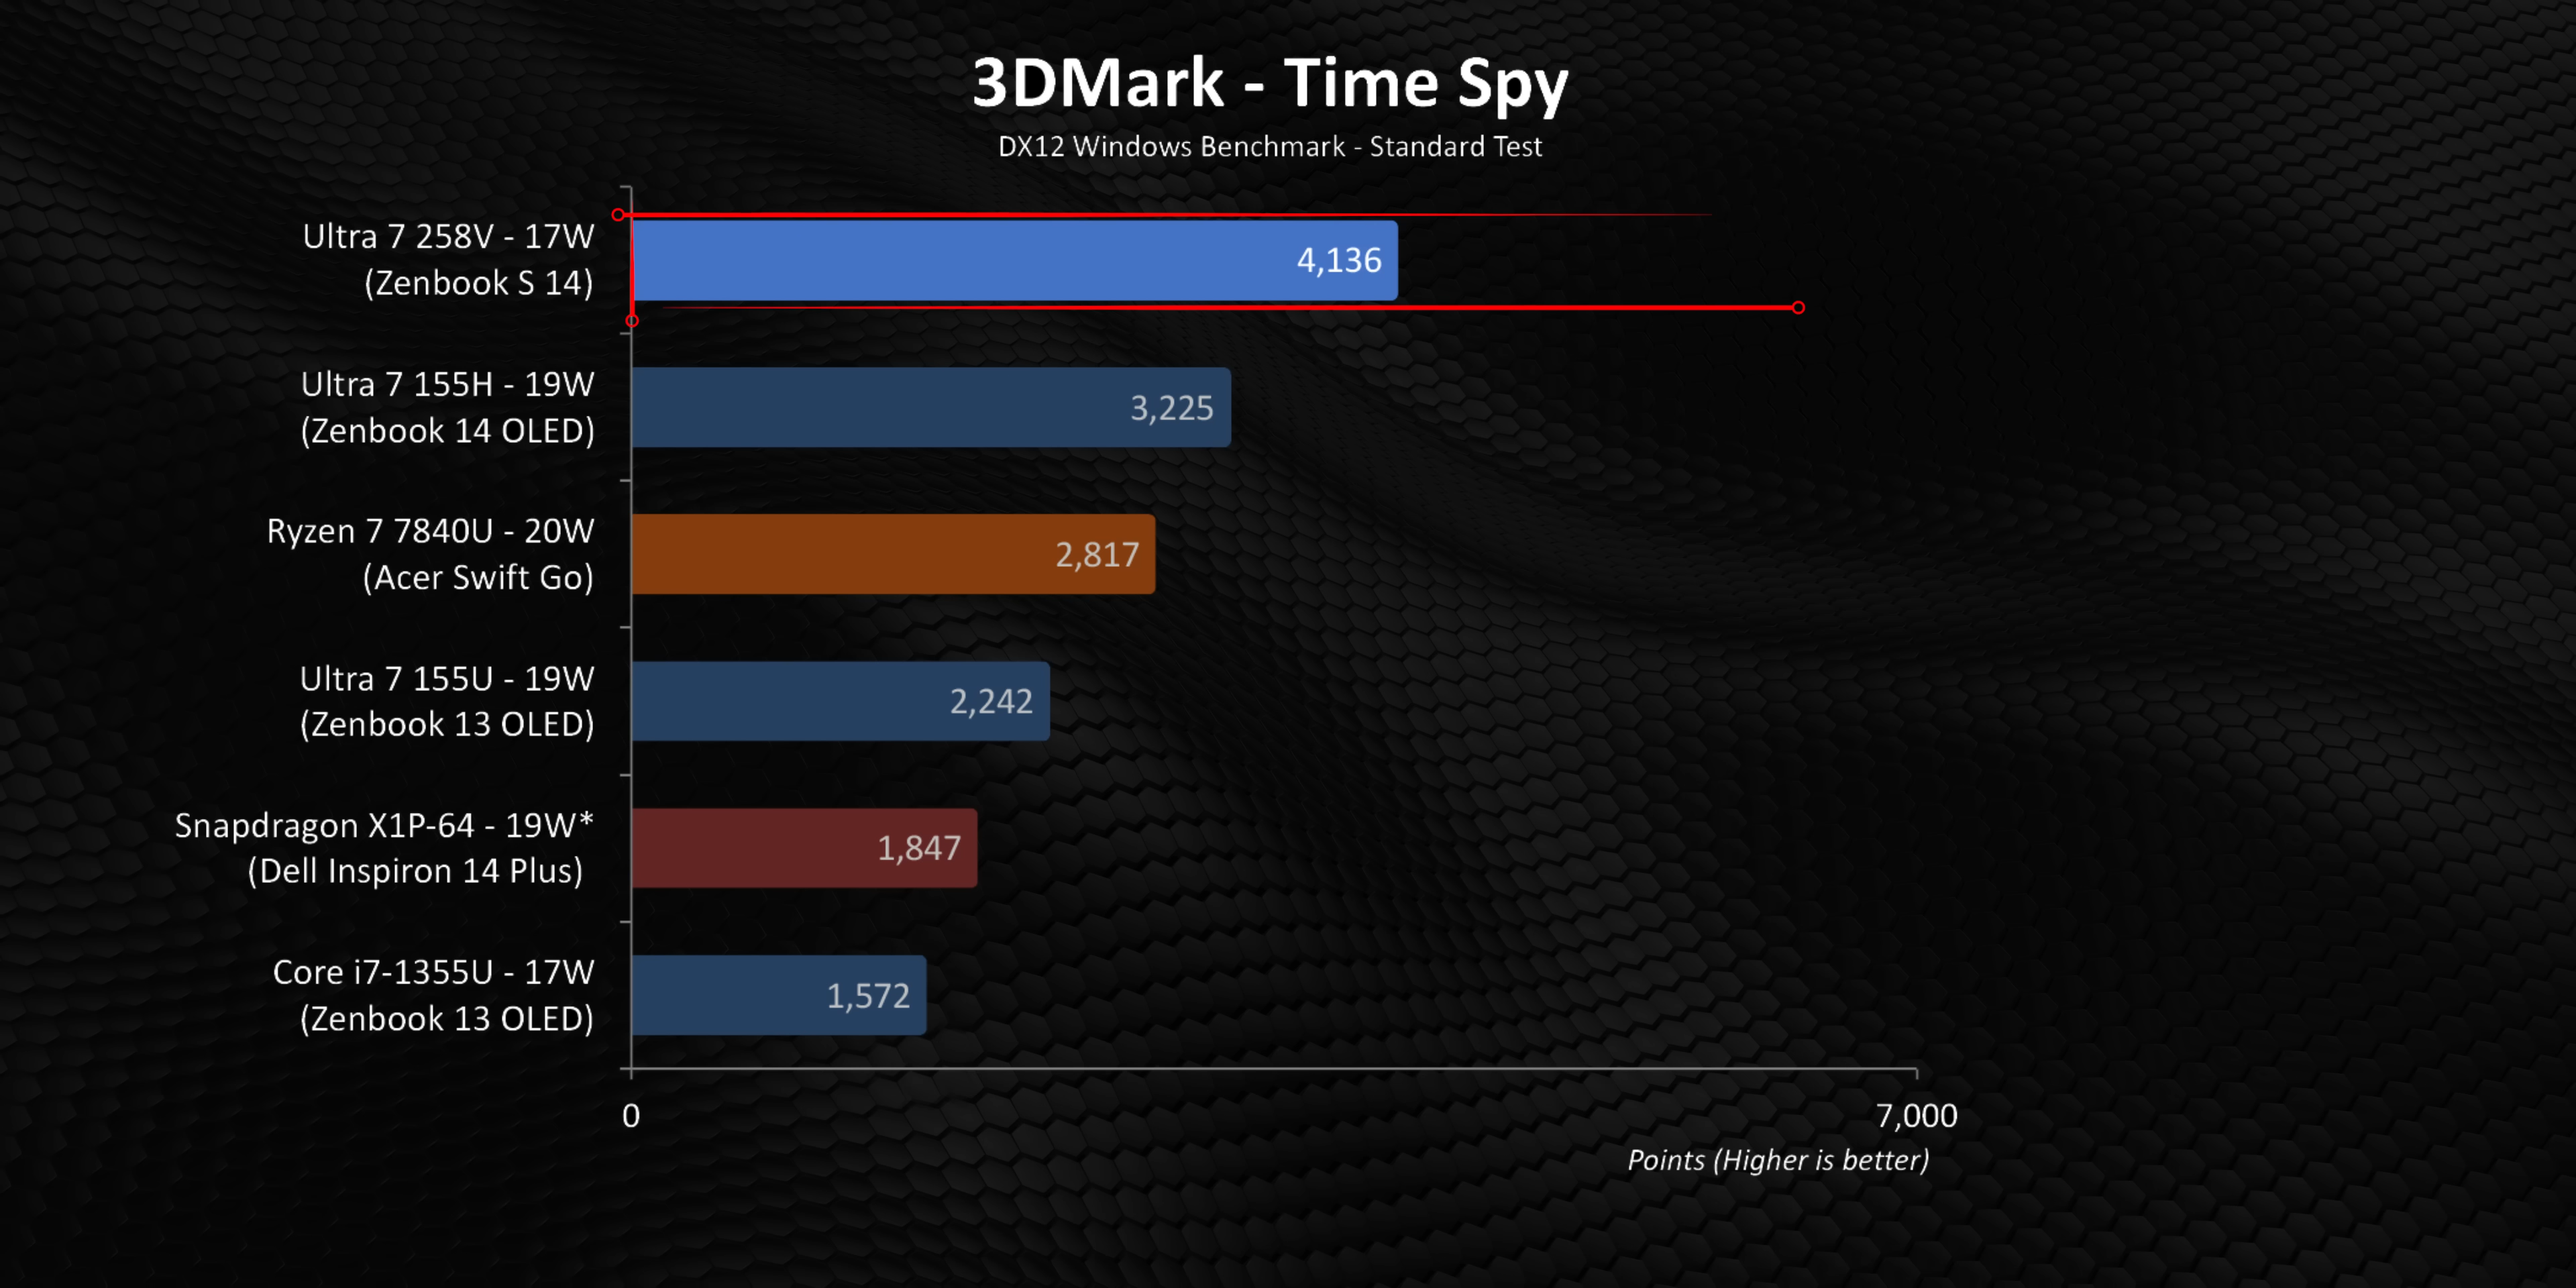 3DMark - Time Spy
DX12 Windows Benchmark - Standard Test
Ultra 7 258V - 17W
(Zenbook S 14)
4,136
Ultra 7 155H - 19W
(Zenbook 14 OLED)
3,225
Ryzen 7 7840U - 20W
(Acer Swift Go)
2,817
Ultra 7 155U - 19W
(Zenbook 13 OLED)
2,242
Snapdragon X1P-64 - 19W*
(Dell Inspiron 14 Plus)
1,847
Core i7-1355U - 17W
(Zenbook 13 OLED)
1,572
0
7,000
Points (Higher is better)